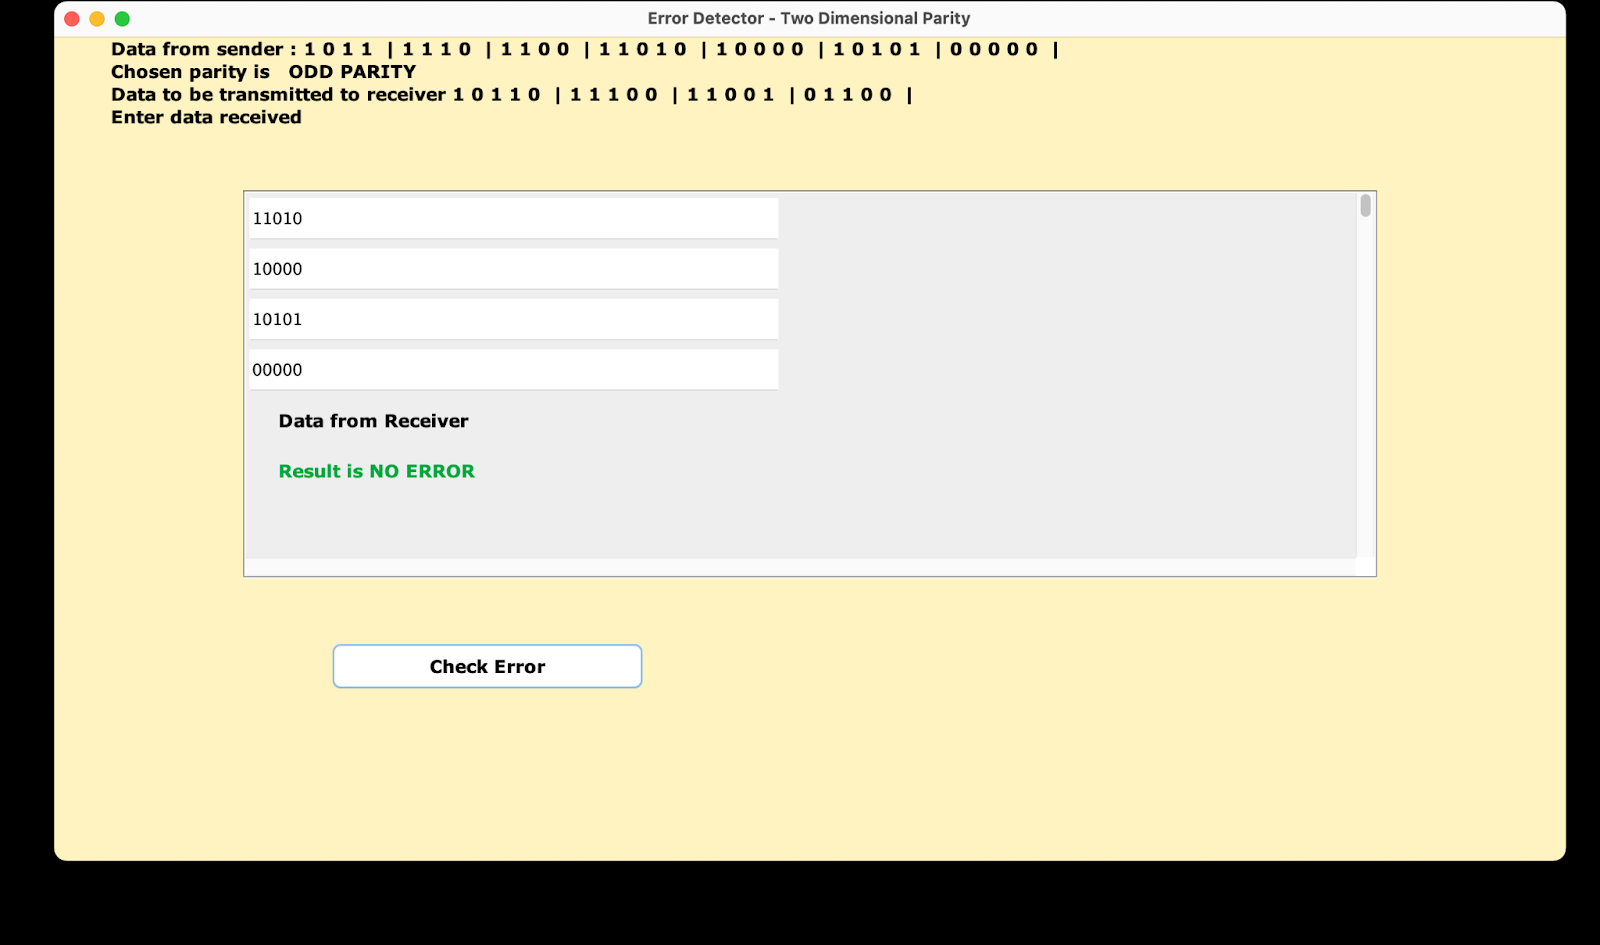 Error Detector - Two Dimensional Parity
Data from sender : 1 0 1 1 | 1 1 1 0 | 1 1 0 0 | 1 1 0 1 0 | 1 0 0 0 0 | 1 0 1 0 1 | 0 0 0 0 0 |
Chosen parity is ODD PARITY
Data to be transmitted to receiver 1 0 1 1 0 | 1 1 1 0 0 | 1 1 0 0 1 | 0 1 1 0 0 |
Enter data received
11010
10000
10101
00000
Data from Receiver
Result is NO ERROR
Check Error